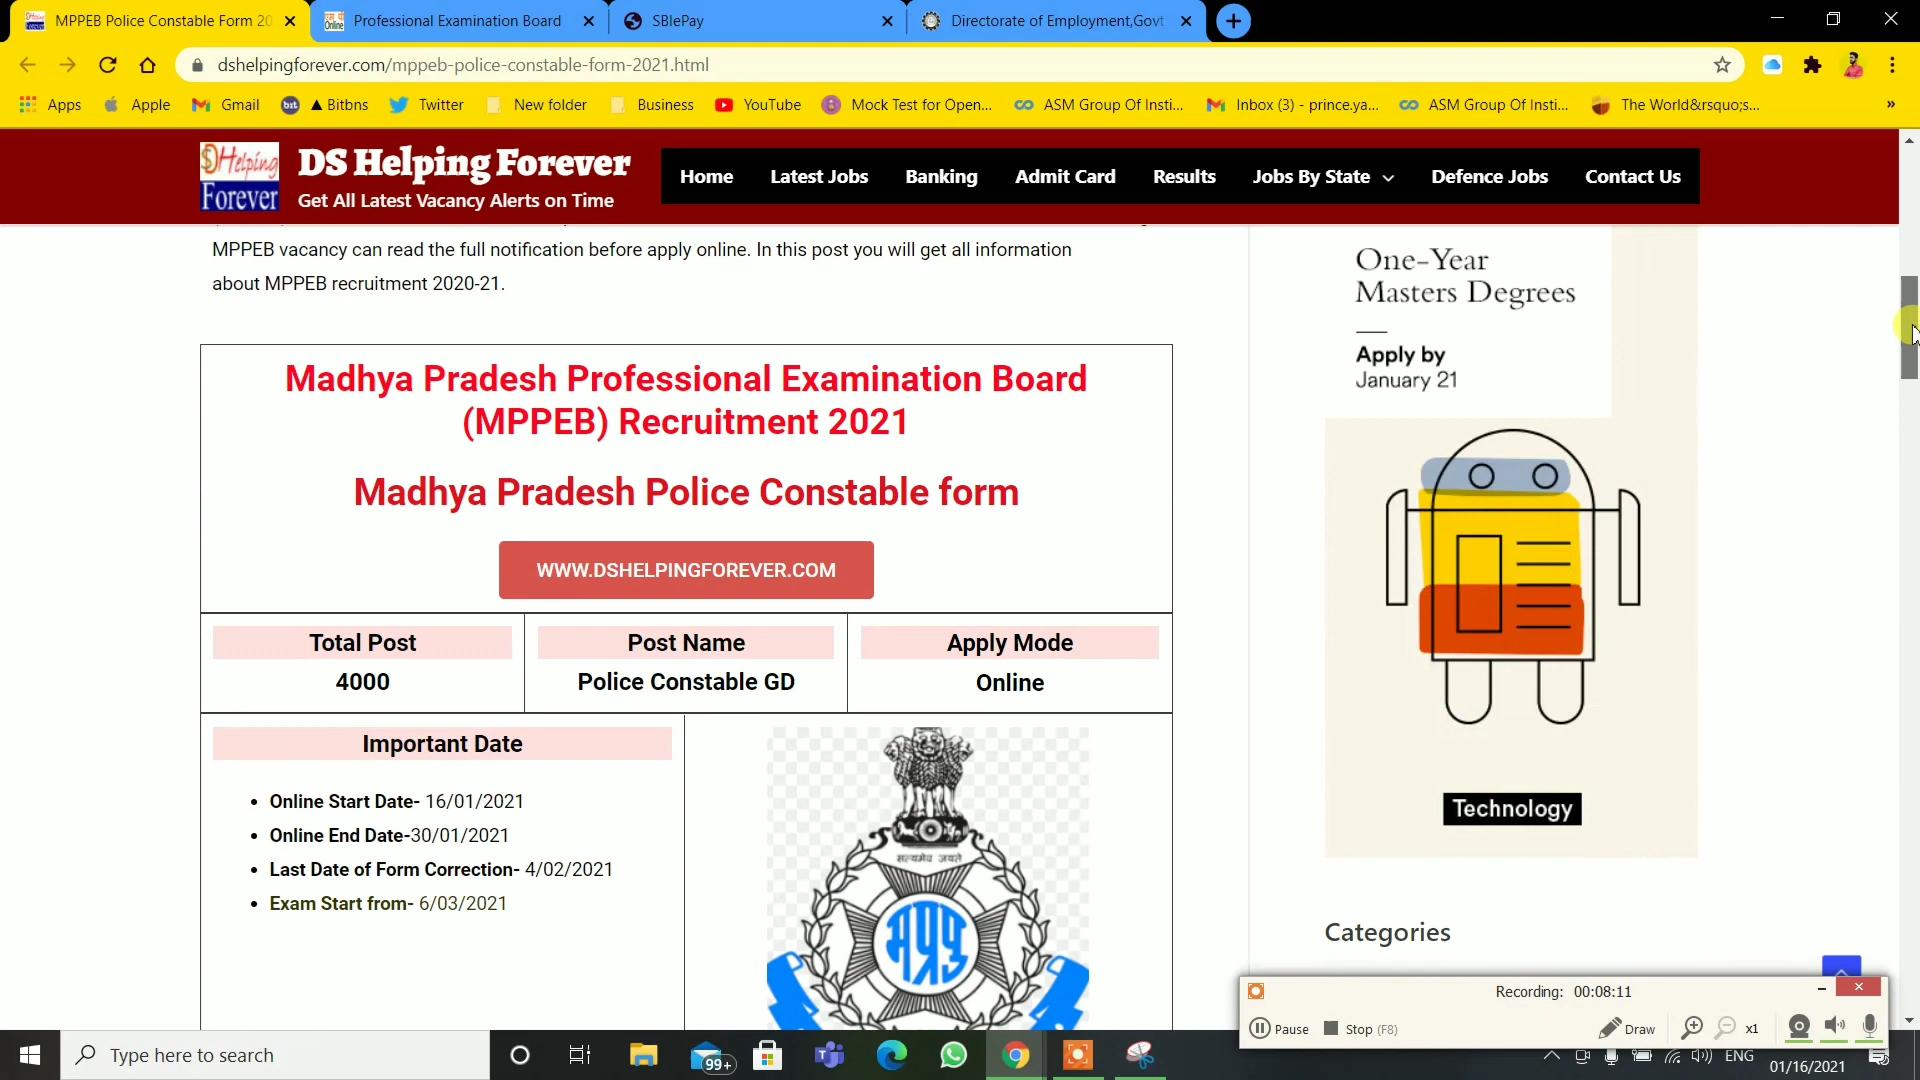 MPPEB Police Constable Form 20
Professional Examination Board
SBIePay
Directorate of Employment,Govt
dshelpingforever.com/mppeb-police-constable-form-2021.html
Apps
Apple
Gmail
▲ Bitbns
Twitter
New folder
Business
YouTube
Mock Test for Open...
ASM Group Of Insti...
Inbox (3) - prince.ya...
ASM Group Of Insti...
The World&rsquo;s...
DHelping
Forever
DS Helping Forever
Get All Latest Vacancy Alerts on Time
Home
Latest Jobs
Banking
Admit Card
Results
Jobs By State
Defence Jobs
Contact Us
MPPEB vacancy can read the full notification before apply online. In this post you will get all information
about MPPEB recruitment 2020-21.
Madhya Pradesh Professional Examination Board
(MPPEB) Recruitment 2021
Madhya Pradesh Police Constable form
WWW.DSHELPINGFOREVER.COM
Total Post
4000
Post Name
Police Constable GD
Apply Mode
Online
Important Date
• Online Start Date- 16/01/2021
• Online End Date-30/01/2021
• Last Date of Form Correction- 4/02/2021
• Exam Start from- 6/03/2021
सत्यमेव जयते
मप्रपु
One-Year
Masters Degrees
Apply by
January 21
Technology
Categories
Recording: 00:08:11
Pause
Stop (F8)
Draw
x1
Type here to search
99+
ENG
01/16/2021